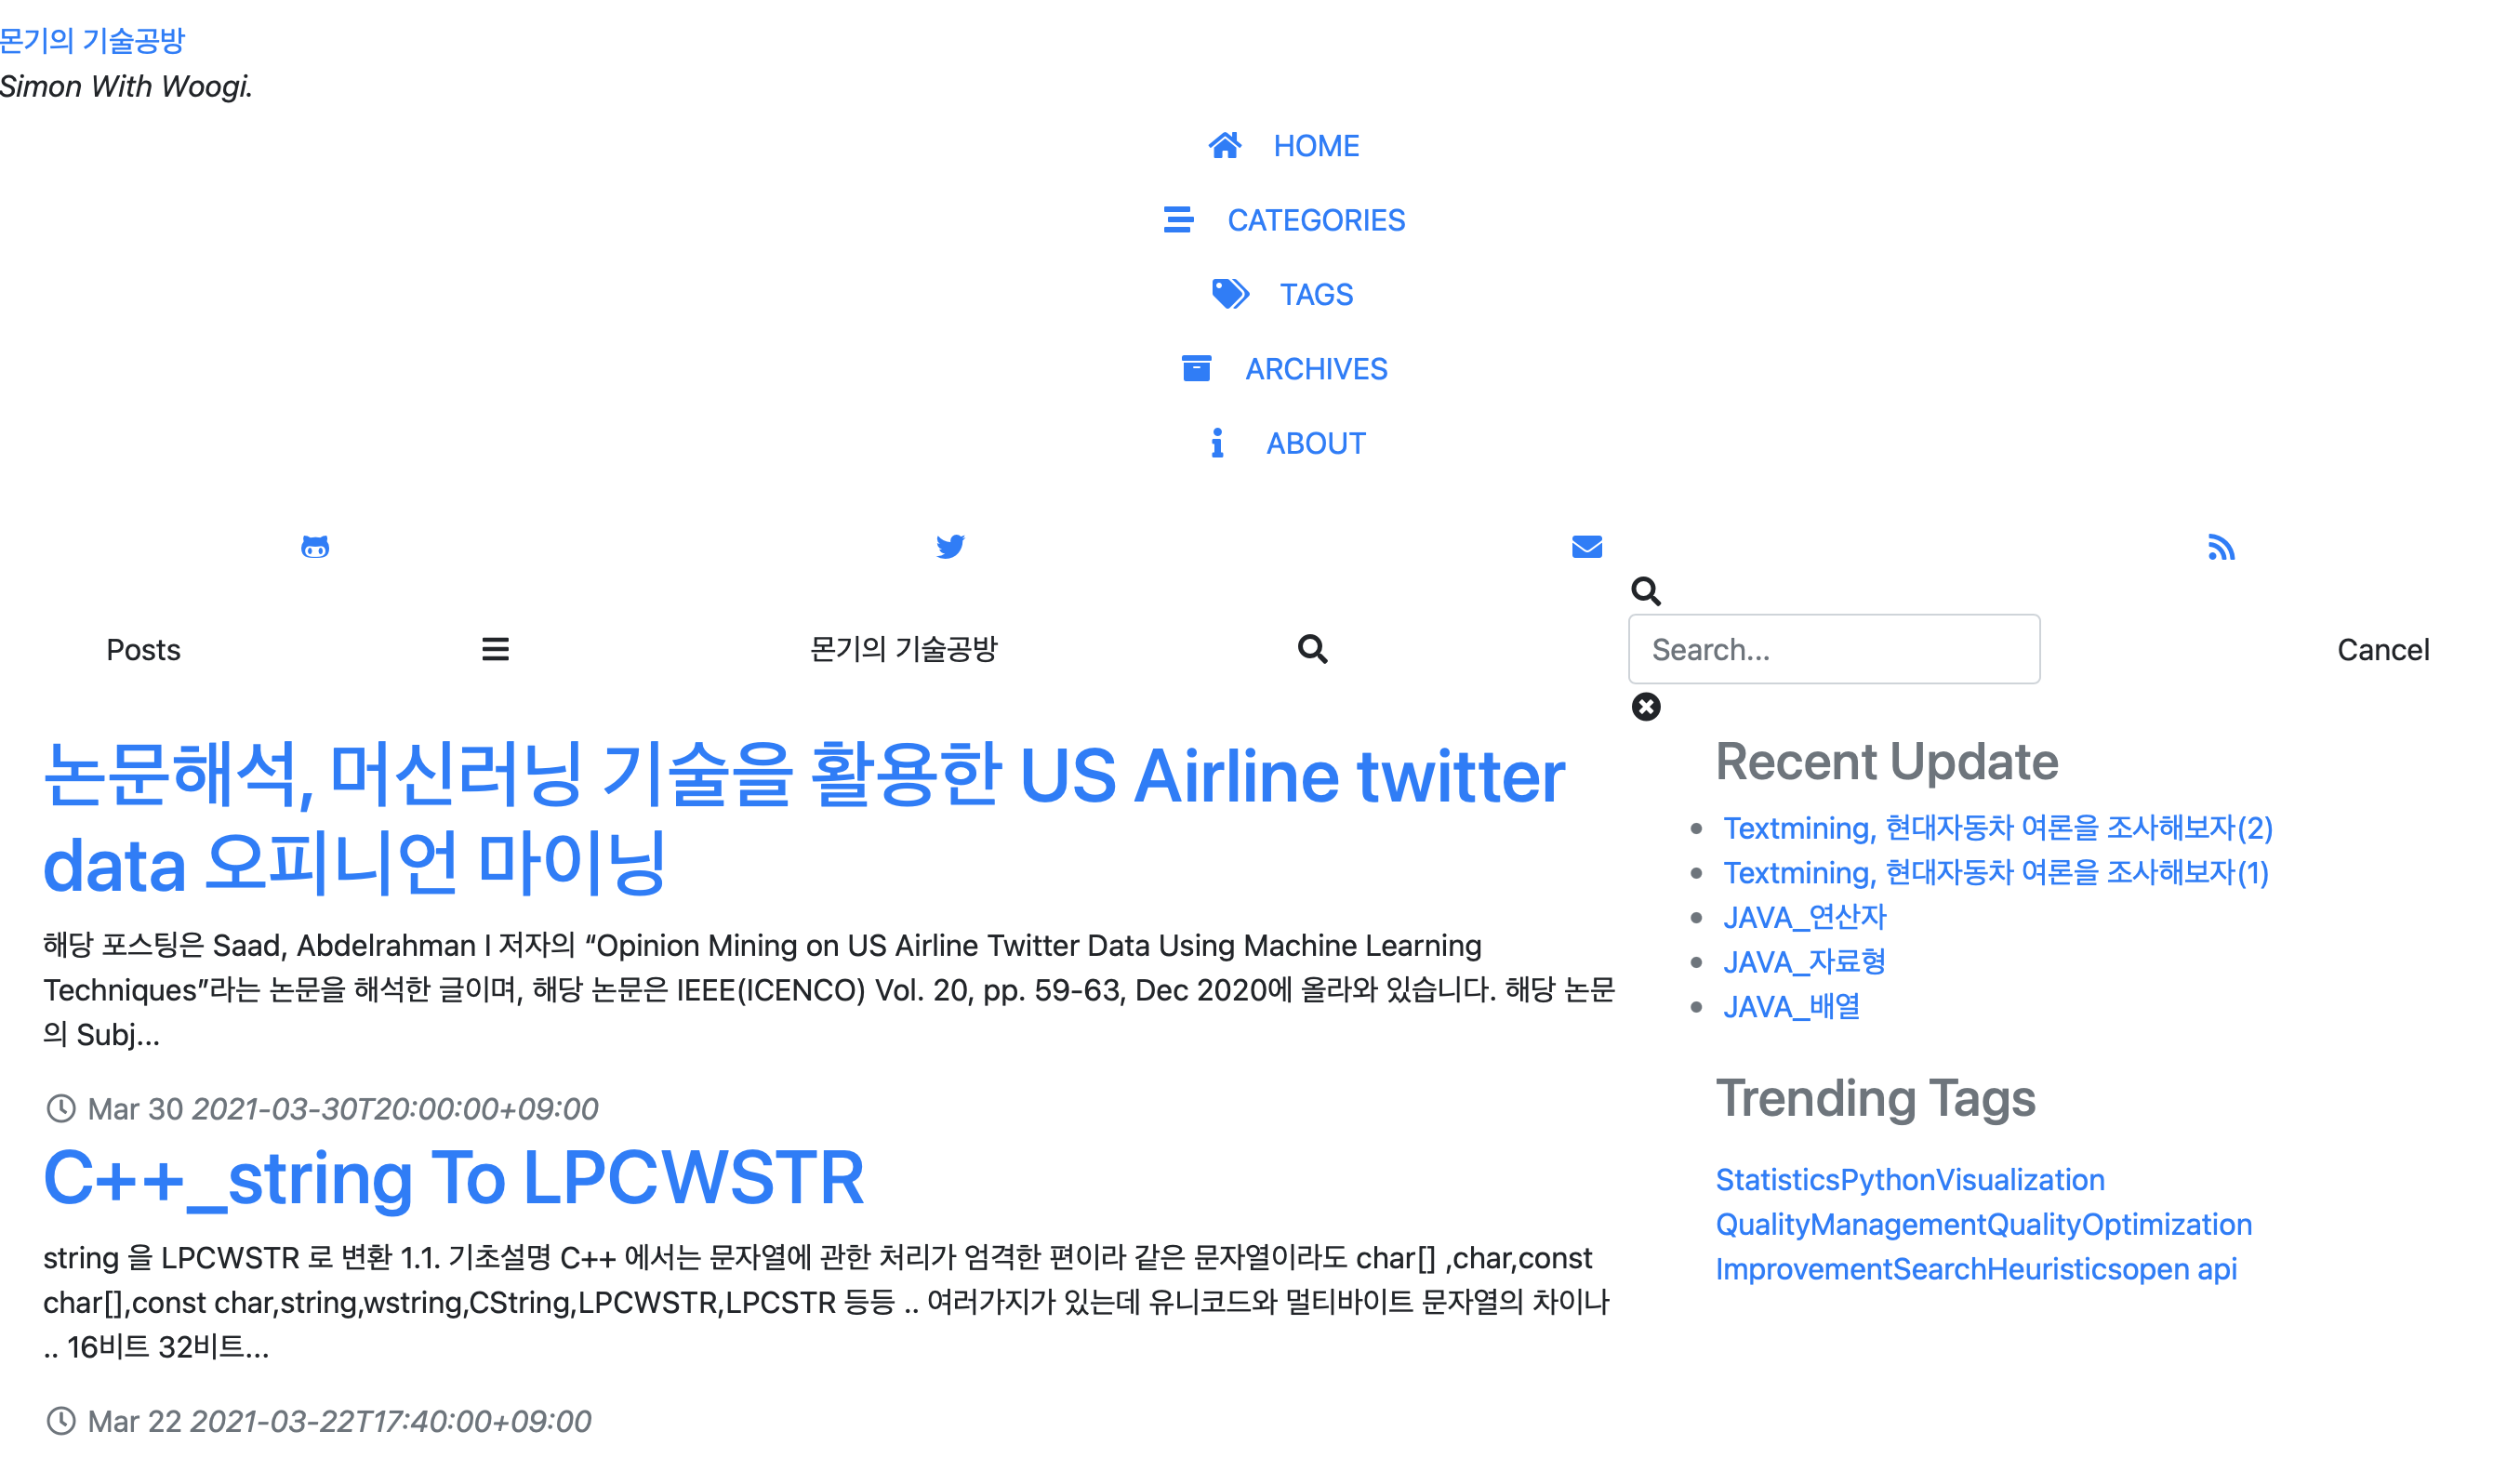 몬기의 기술공방
Simon With Woogi.
HOME
CATEGORIES
TAGS
ARCHIVES
ABOUT
Posts
몬기의 기술공방
Search...
Cancel
논문해석, 머신러닝 기술을 활용한 US Airline twitter
data 오피니언 마이닝
해당 포스팅은 Saad, Abdelrahman I 저자의 “Opinion Mining on US Airline Twitter Data Using Machine Learning
Techniques”라는 논문을 해석한 글이며, 해당 논문은 IEEE(ICENCO) Vol. 20, pp. 59-63, Dec 2020에 올라와 있습니다. 해당 논문
의 Subj...
Mar 30 2021-03-30T20:00:00+09:00
C++_string To LPCWSTR
string 을 LPCWSTR 로 변환 1.1. 기초설명 C++ 에서는 문자열에 관한 처리가 엄격한 편이라 같은 문자열이라도 char[] ,char,const
char[],const char,string,wstring,CString,LPCWSTR,LPCSTR 등등 .. 여러가지가 있는데 유니코드와 멀티바이트 문자열의 차이나
.. 16비트 32비트...
Mar 22 2021-03-22T17:40:00+09:00
Recent Update
Textmining, 현대자동차 여론을 조사해보자(2)
Textmining, 현대자동차 여론을 조사해보자(1)
JAVA_연산자
JAVA_자료형
JAVA_배열
Trending Tags
StatisticsPythonVisualization
QualityManagementQualityOptimization
ImprovementSearchHeuristicsopen api